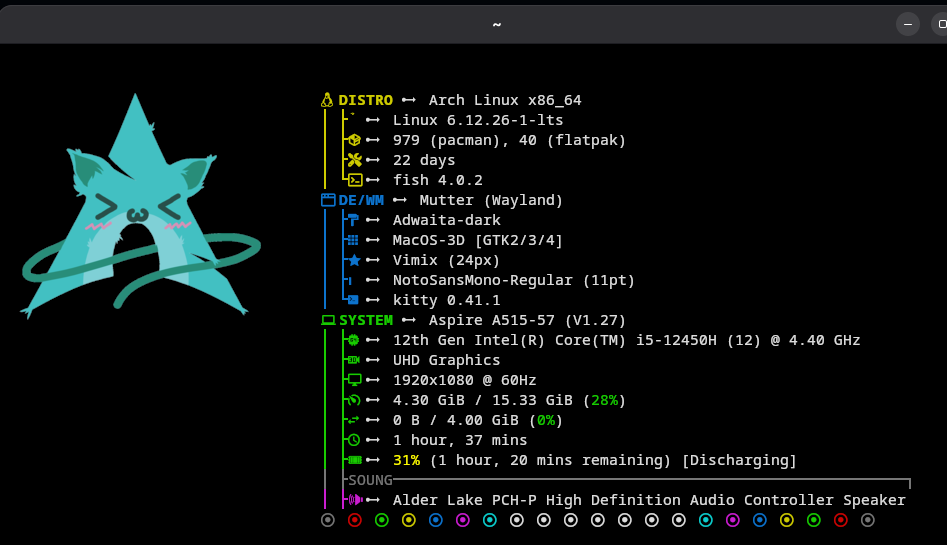 ~
DISTRO Arch Linux x86_64
Linux 6.12.26-1-lts
979 (pacman), 40 (flatpak)
22 days
fish 4.0.2
DE/WM Mutter (Wayland)
Adwaita-dark
MacOS-3D [GTK2/3/4]
Vimix (24px)
NotoSansMono-Regular (11pt)
kitty 0.41.1
SYSTEM Aspire A515-57 (V1.27)
12th Gen Intel(R) Core(TM) i5-12450H (12) @ 4.40 GHz
UHD Graphics
1920x1080 @ 60Hz
4.30 GiB / 15.33 GiB (28%)
0 B / 4.00 GiB (0%)
1 hour, 37 mins
31% (1 hour, 20 mins remaining) [Discharging]
SOUNG
Alder Lake PCH-P High Definition Audio Controller Speaker